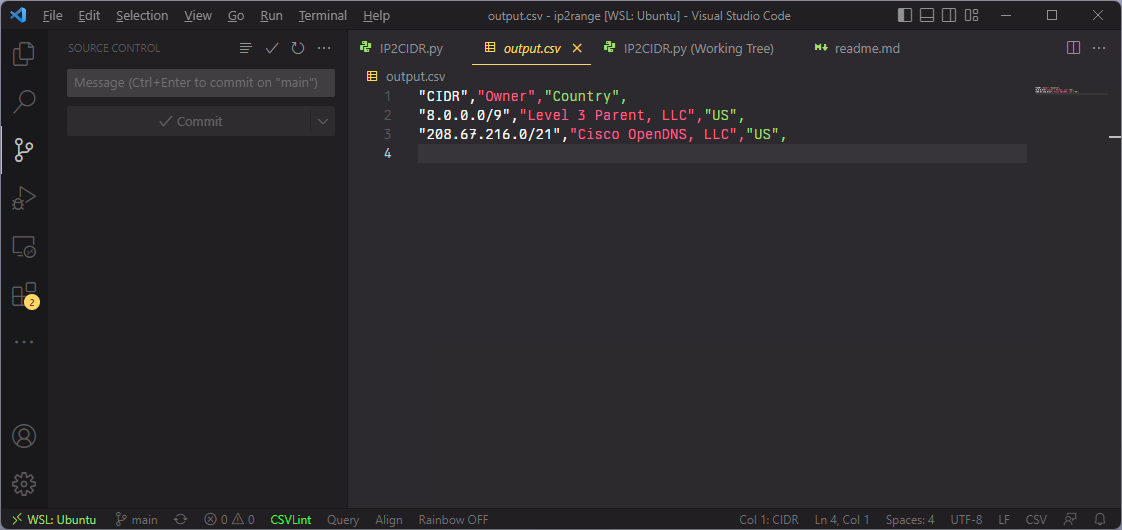 File Edit Selection View Go Run Terminal Help output.csv - ip2range [WSL: Ubuntu] - Visual Studio Code
SOURCE CONTROL
Message (Ctrl+Enter to commit on "main")
Commit
2
IP2CIDR.py output.csv IP2CIDR.py (Working Tree) readme.md
output.csv
1 "CIDR","Owner","Country",
2 "8.0.0.0/9","Level 3 Parent, LLC","US",
3 "208.67.216.0/21","Cisco OpenDNS, LLC","US",
4
WSL: Ubuntu main 0 0 CSVLint Query Align Rainbow OFF Col 1: CIDR Ln 4, Col 1 Spaces: 4 UTF-8 LF CSV